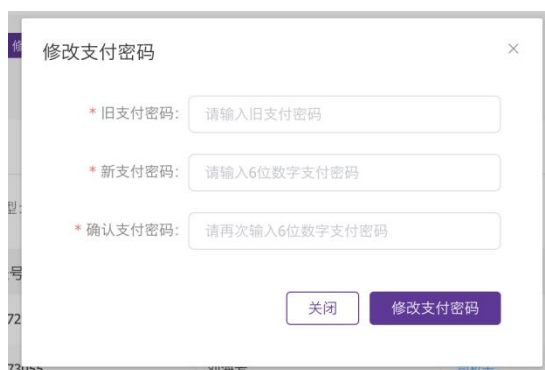 修改支付密码
* 旧支付密码: 请输入旧支付密码
* 新支付密码: 请输入6位数字支付密码
* 确认支付密码: 请再次输入6位数字支付密码
关闭 修改支付密码
型:
号
72